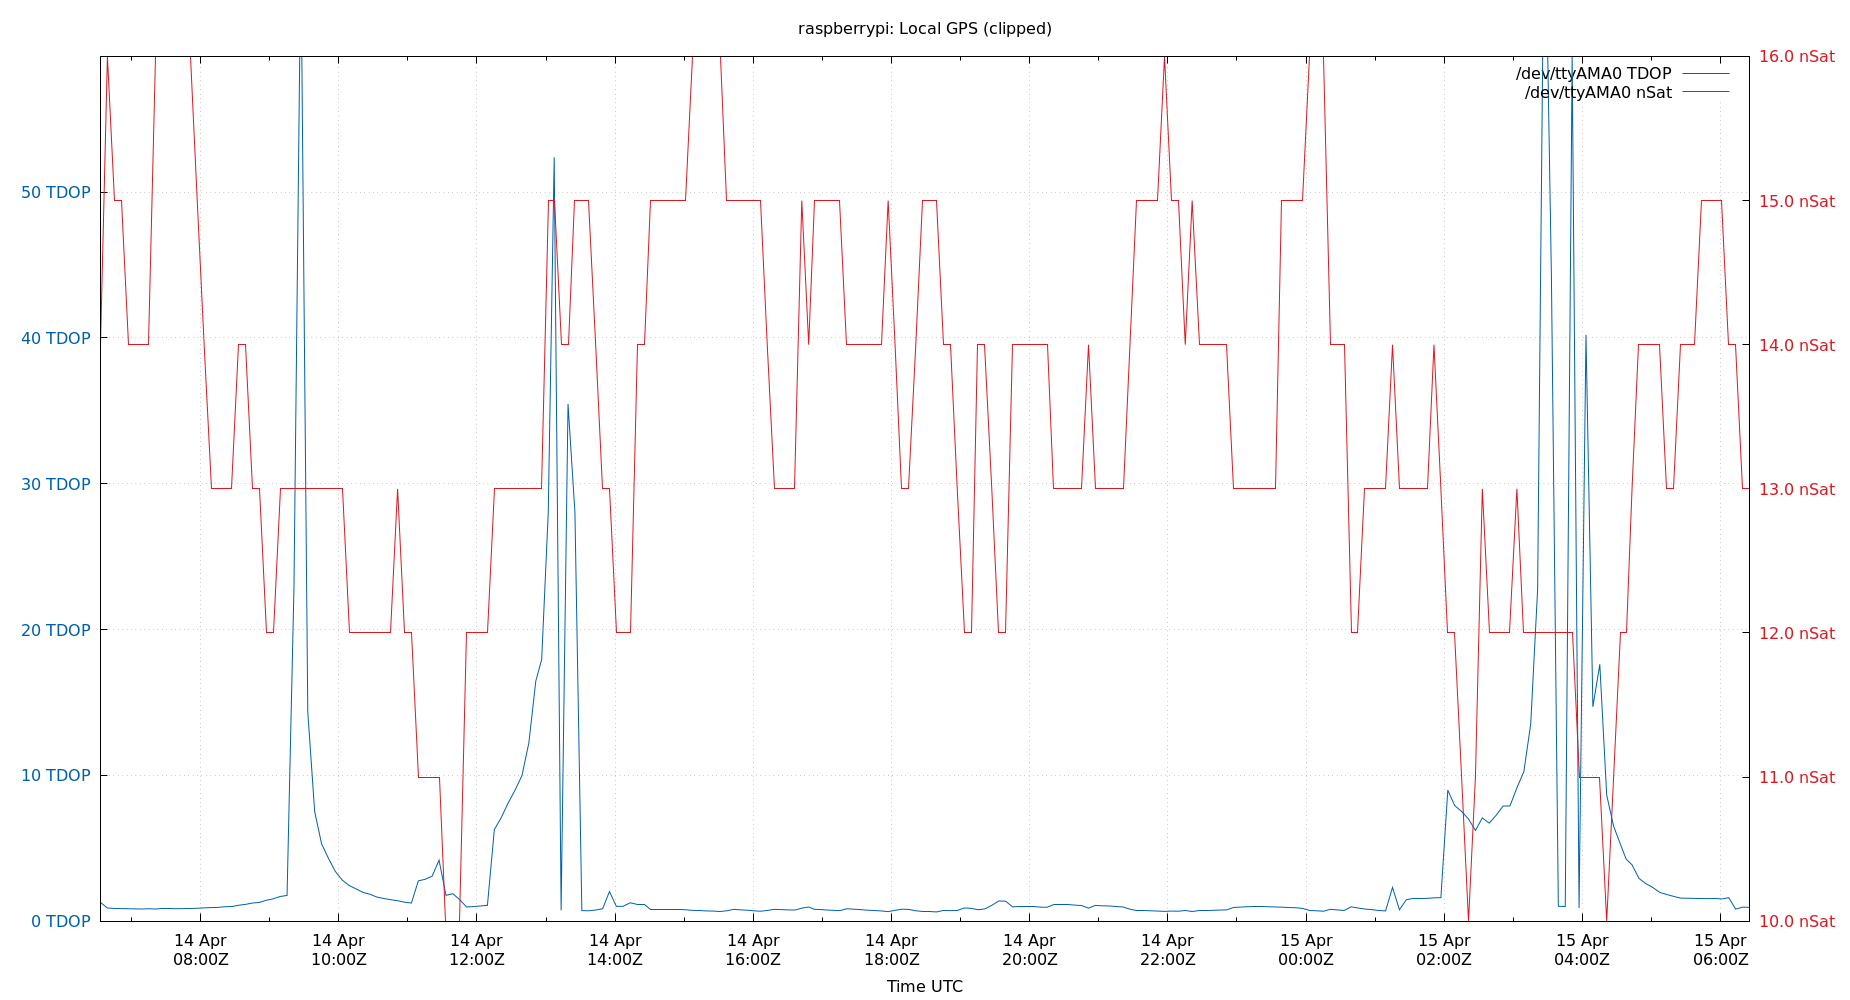 raspberrypi: Local GPS (clipped)
/dev/ttyAMA0 TDOP
/dev/ttyAMA0 nSat
50 TDOP
40 TDOP
30 TDOP
20 TDOP
10 TDOP
0 TDOP
16.0 nSat
15.0 nSat
14.0 nSat
13.0 nSat
12.0 nSat
11.0 nSat
10.0 nSat
14 Apr
08:00Z
14 Apr
10:00Z
14 Apr
12:00Z
14 Apr
14:00Z
14 Apr
16:00Z
14 Apr
18:00Z
14 Apr
20:00Z
14 Apr
22:00Z
15 Apr
00:00Z
15 Apr
02:00Z
15 Apr
04:00Z
15 Apr
06:00Z
Time UTC